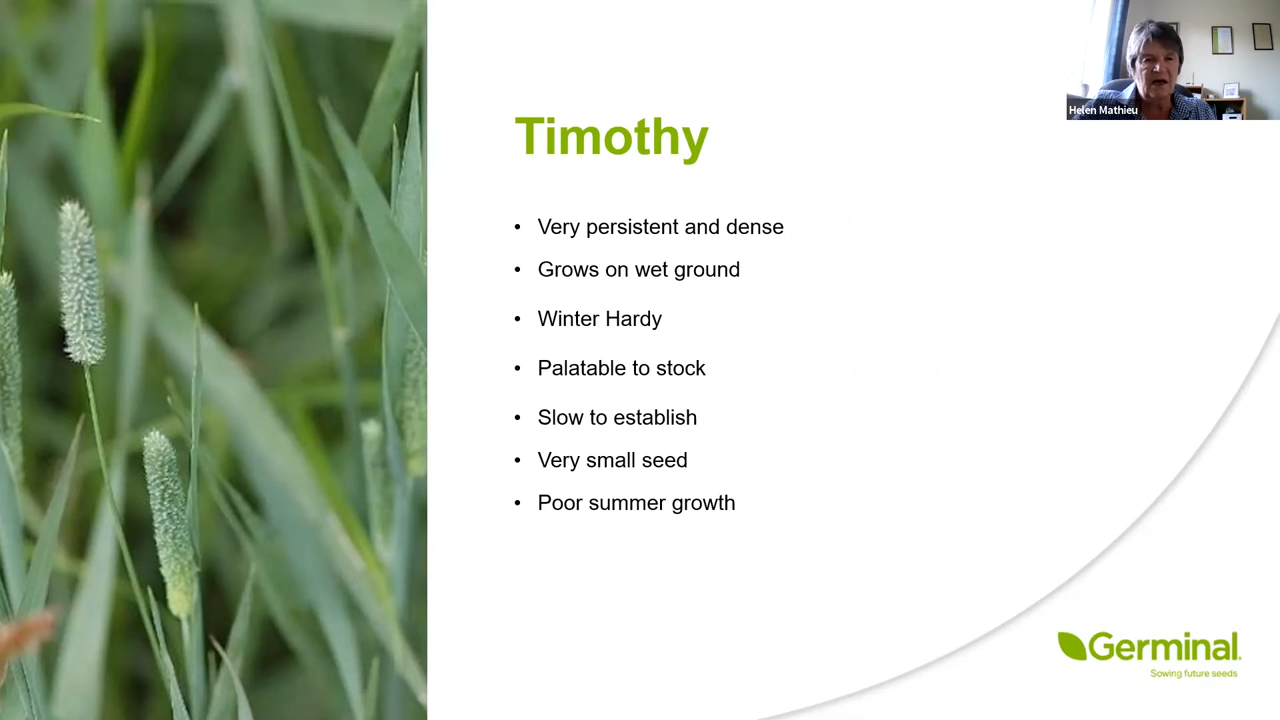 Helen Mathieu
Timothy
• Very persistent and dense
• Grows on wet ground
• Winter Hardy
• Palatable to stock
• Slow to establish
• Very small seed
• Poor summer growth
Germinal
Sowing future seeds